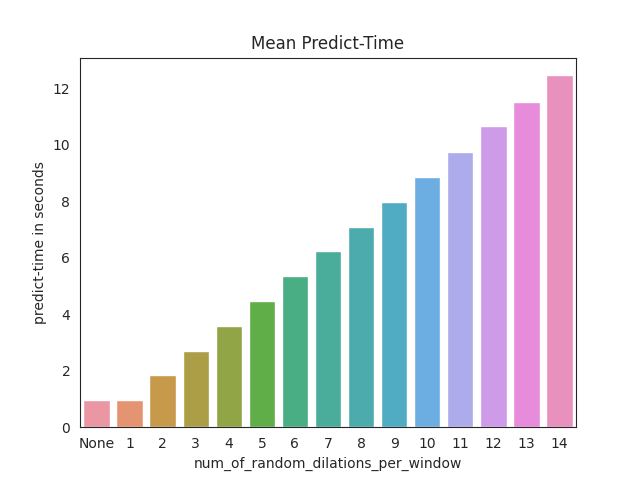 Mean Predict-Time
predict-time in seconds
12
10
8
6
4
2
0
None 1 2 3 4 5 6 7 8 9 10 11 12 13 14
num_of_random_dilations_per_window